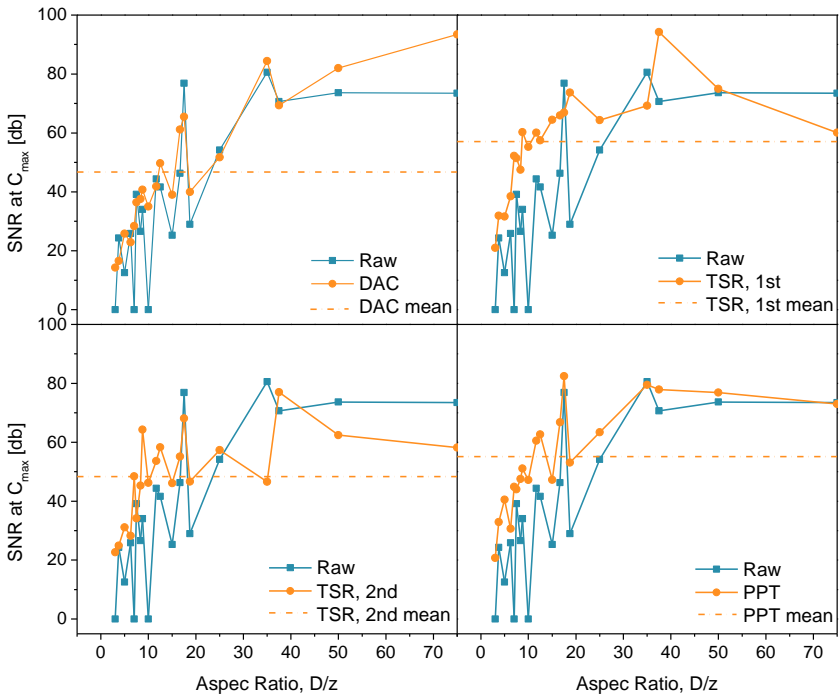 100
80
60
40
20
0
SNR at Cmax [db]
Raw
DAC
DAC mean
Raw
TSR, 1st
TSR, 1st mean
100
80
60
40
20
0
SNR at Cmax [db]
Raw
TSR, 2nd
TSR, 2nd mean
Raw
PPT
PPT mean
0 10 20 30 40 50 60 70
0 10 20 30 40 50 60 70
Aspec Ratio, D/z
Aspec Ratio, D/z